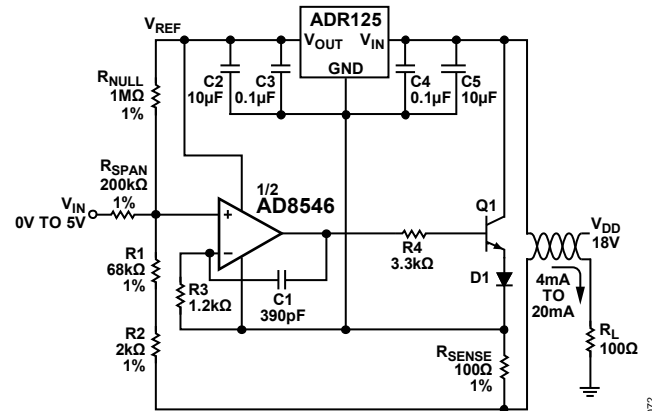 VREF
ADR125
VOUT VIN
GND
RNULL
1MΩ
1%
C2
10µF
C3
0.1µF
C4
0.1µF
C5
10µF
RSPAN
200kΩ
1%
VIN
0V TO 5V
1/2
AD8546
+
–
Q1
R4
3.3kΩ
VDD
18V
R1
68kΩ
1%
R3
1.2kΩ
C1
390pF
D1
4mA
TO
20mA
R2
2kΩ
1%
RSENSE
100Ω
1%
RL
100Ω